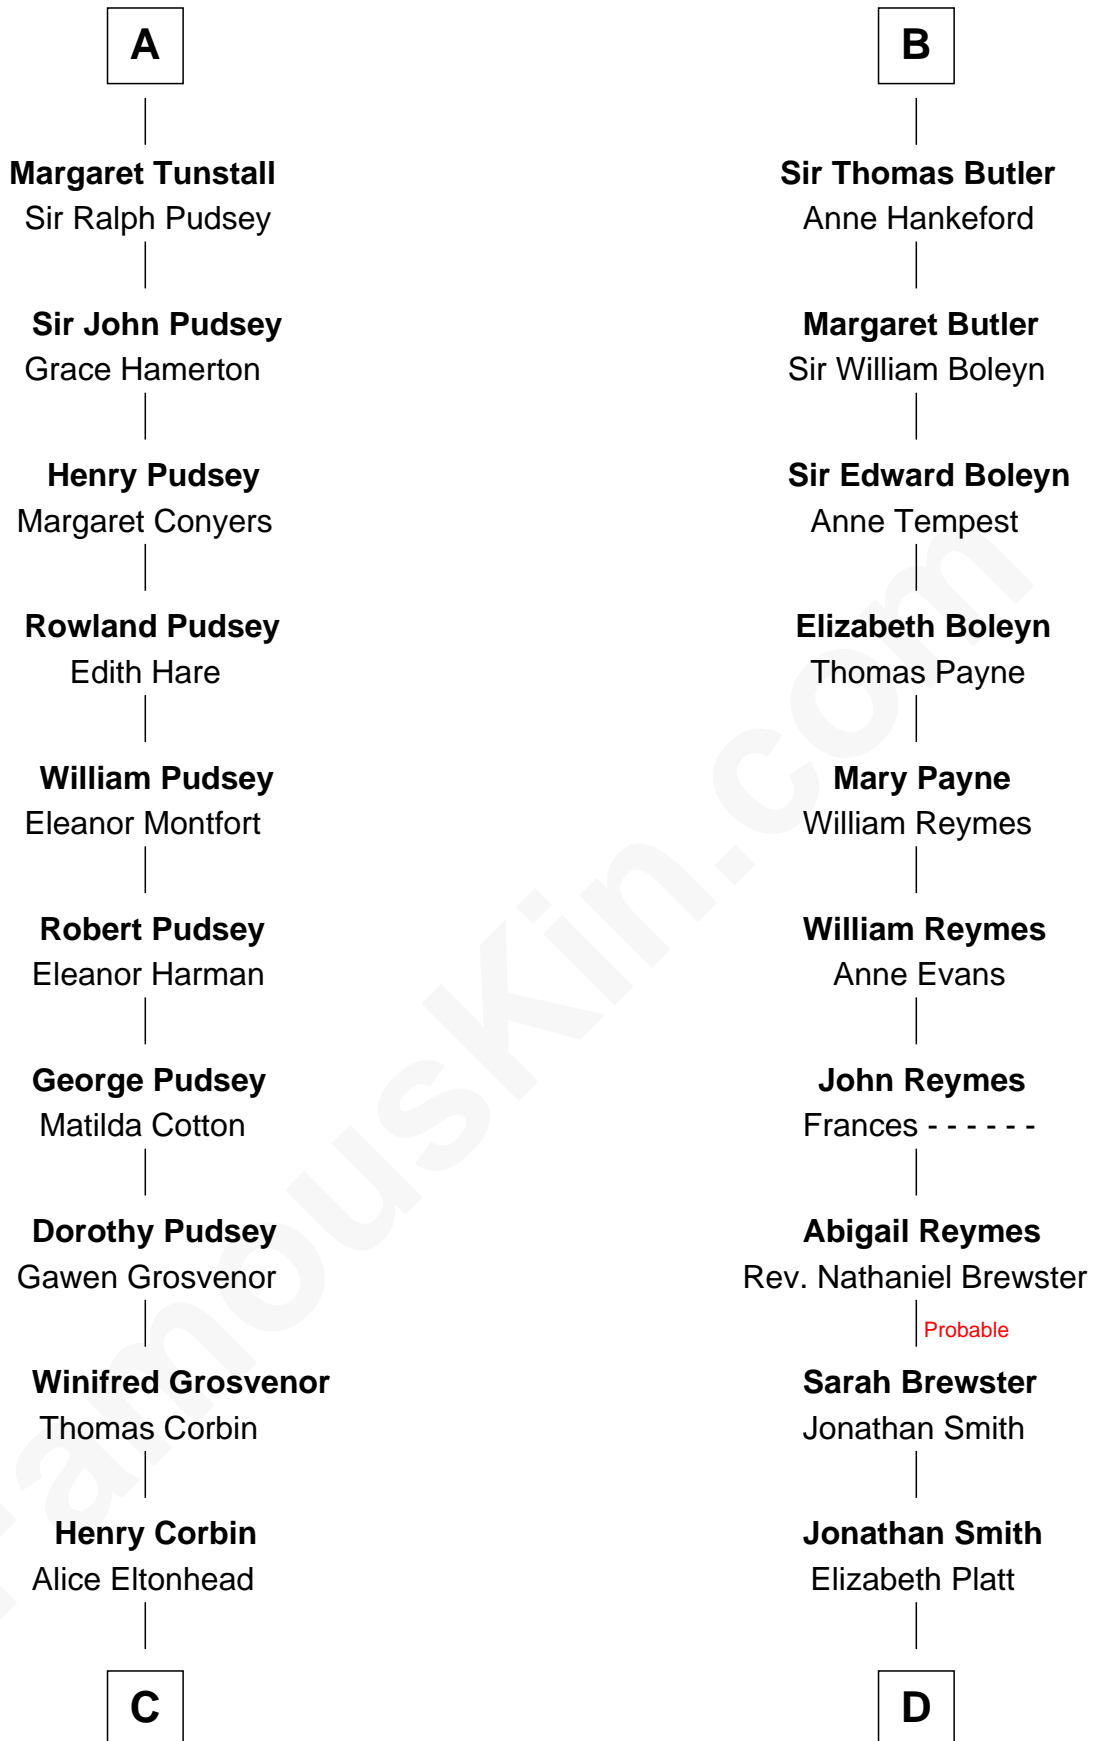 A
Margaret Tunstall
Sir Ralph Pudsey
Sir John Pudsey
Grace Hamerton
Henry Pudsey
Margaret Conyers
Rowland Pudsey
Edith Hare
William Pudsey
Eleanor Montfort
Robert Pudsey
Eleanor Harman
George Pudsey
Matilda Cotton
Dorothy Pudsey
Gawen Grosvenor
Winifred Grosvenor
Thomas Corbin
Henry Corbin
Alice Eltonhead
C
B
Sir Thomas Butler
Anne Hankeford
Margaret Butler
Sir William Boleyn
Sir Edward Boleyn
Anne Tempest
Elizabeth Boleyn
Thomas Payne
Mary Payne
William Reymes
William Reymes
Anne Evans
John Reymes
Frances - - - - - -
Abigail Reymes
Rev. Nathaniel Brewster
Probable
Sarah Brewster
Jonathan Smith
Jonathan Smith
Elizabeth Platt
D
FamousKin.com